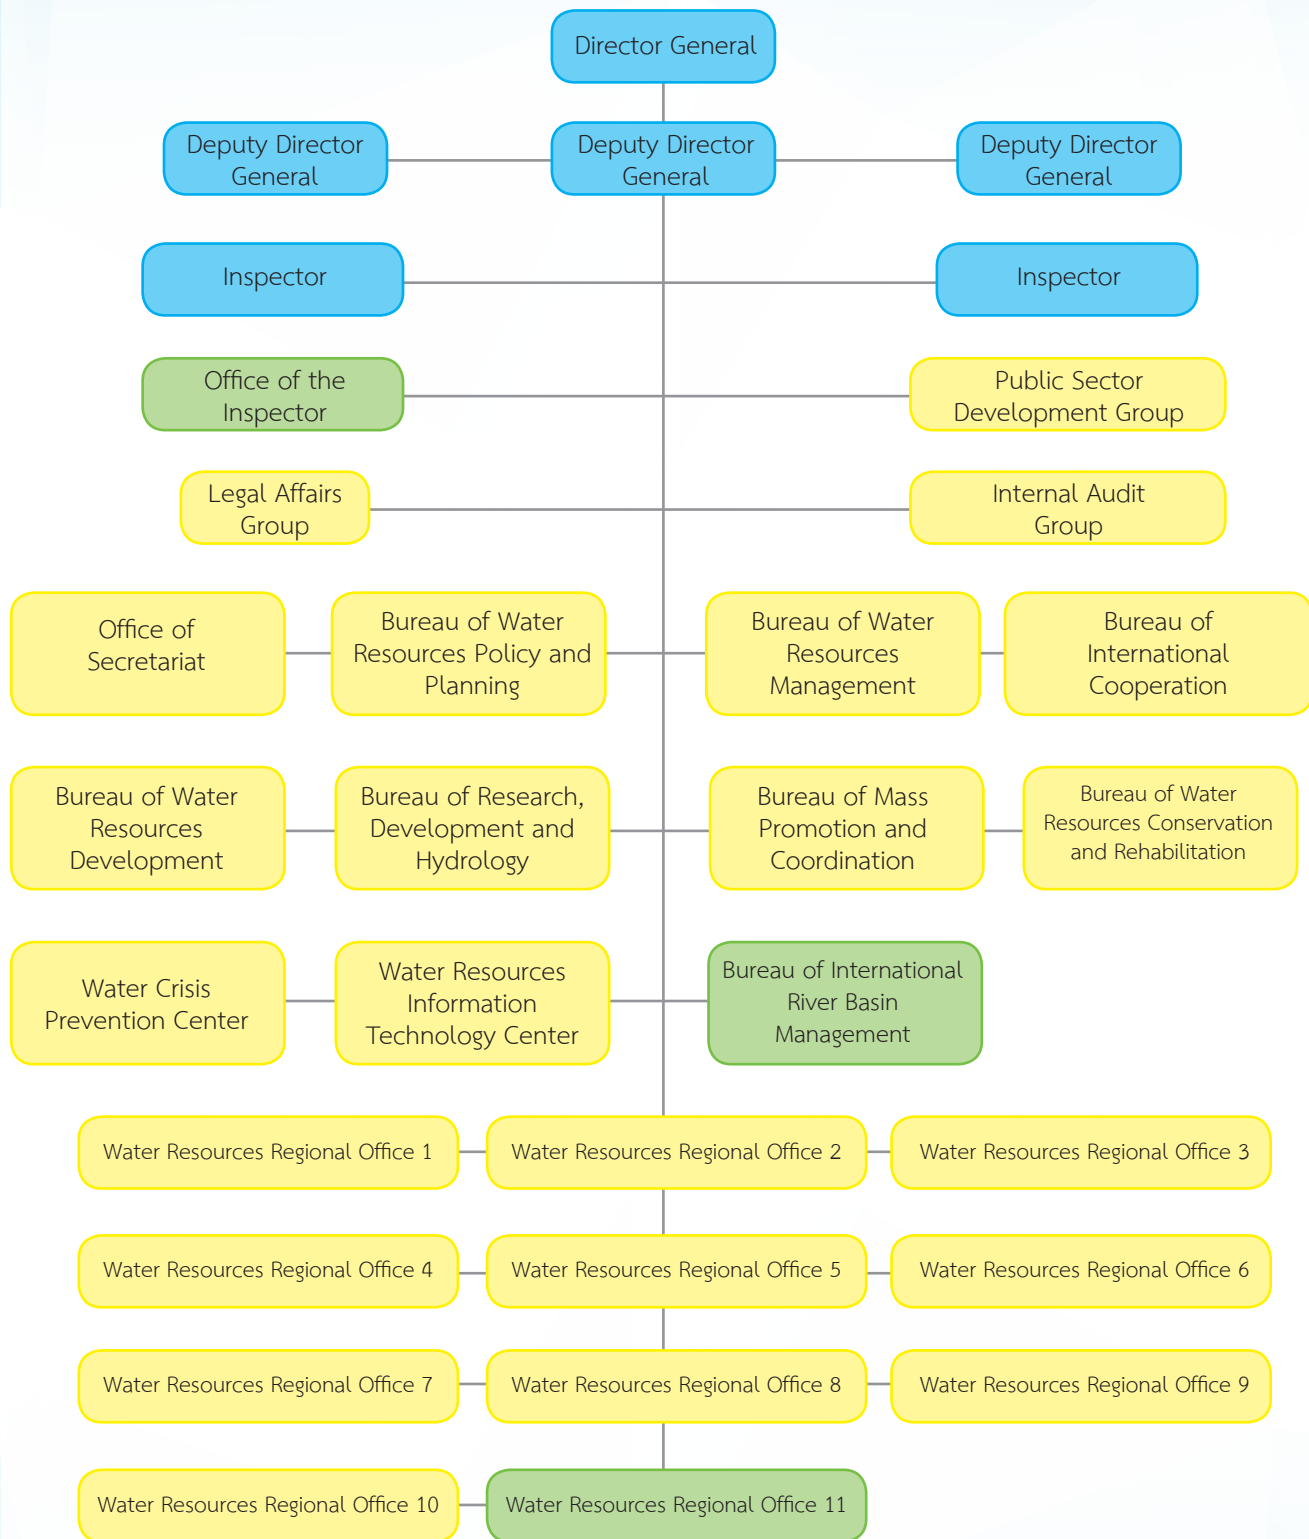 Director General
Deputy Director
General
Deputy Director
General
Deputy Director
General
Inspector
Inspector
Office of the
Inspector
Public Sector
Development Group
Legal Affairs
Group
Internal Audit
Group
Office of
Secretariat
Bureau of Water
Resources Policy and
Planning
Bureau of Water
Resources
Management
Bureau of
International
Cooperation
Bureau of Water
Resources
Development
Bureau of Research,
Development and
Hydrology
Bureau of Mass
Promotion and
Coordination
Bureau of Water
Resources Conservation
and Rehabilitation
Water Crisis
Prevention Center
Water Resources
Information
Technology Center
Bureau of International
River Basin
Management
Water Resources Regional Office 1
Water Resources Regional Office 2
Water Resources Regional Office 3
Water Resources Regional Office 4
Water Resources Regional Office 5
Water Resources Regional Office 6
Water Resources Regional Office 7
Water Resources Regional Office 8
Water Resources Regional Office 9
Water Resources Regional Office 10
Water Resources Regional Office 11